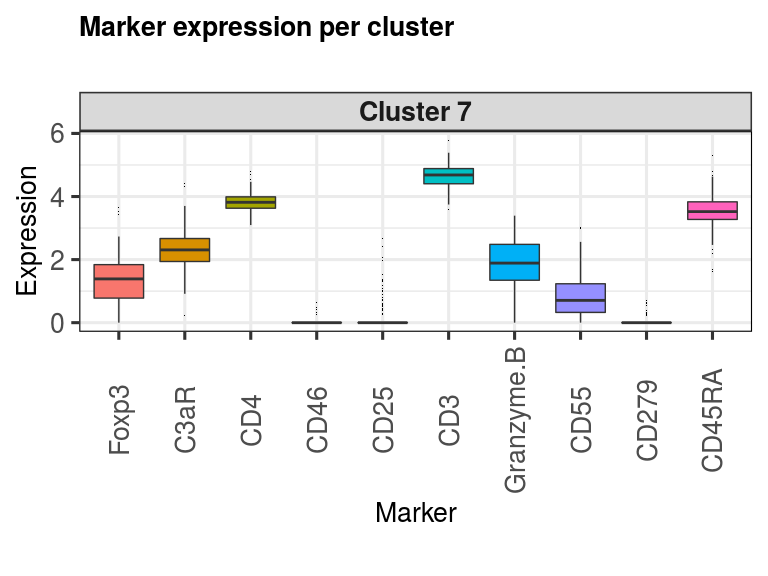 Marker expression per cluster
Cluster 7
6
4
2
0
Expression
Foxp3
C3aR
CD4
CD46
CD25
CD3
Granzyme.B
CD55
CD279
CD45RA
Marker